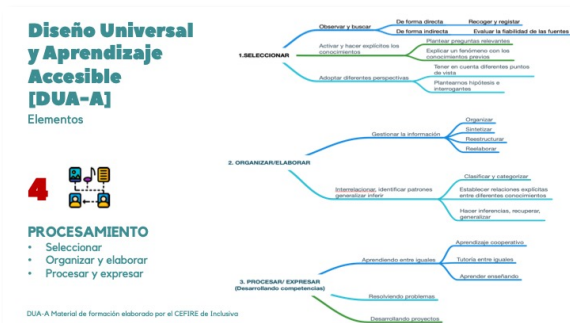 Diseño Universal
y Aprendizaje
Accesible
[DUA-A]
Elementos
4
PROCESAMIENTO
• Seleccionar
• Organizar y elaborar
• Procesar y expresar
DUA-A Material de formación elaborado por el CEFIRE de Inclusiva
1.SELECCIONAR
Observar y buscar
De forma directa
Recoger y registar
De forma indirecta
Evaluar la fiabilidad de las fuentes
Activar y hacer explícitos los
conocimientos
Plantear preguntas relevantes
Explicar un fenómeno con los
conocimientos previos
Adoptar diferentes perspectivas
Tener en cuenta diferentes puntos
de vista
Planteamos hipótesis e
interrogantes
2. ORGANIZAR/ELABORAR
Gestionar la información
Organizar
Sintetizar
Reestructurar
Reelaborar
Interrelacionar, identificar patrones
generalizar inferir
Clasificar y categorizar
Establecer relaciones explícitas
entre diferentes conocimientos
Hacer inferencias, recuperar,
generalizar
3. PROCESAR/ EXPRESAR
(Desarrollando competencias)
Aprendiendo entre iguales
Aprendizaje cooperativo
Tutoría entre iguales
Aprender enseñando
Resolviendo problemas
Desarrollando proyectos